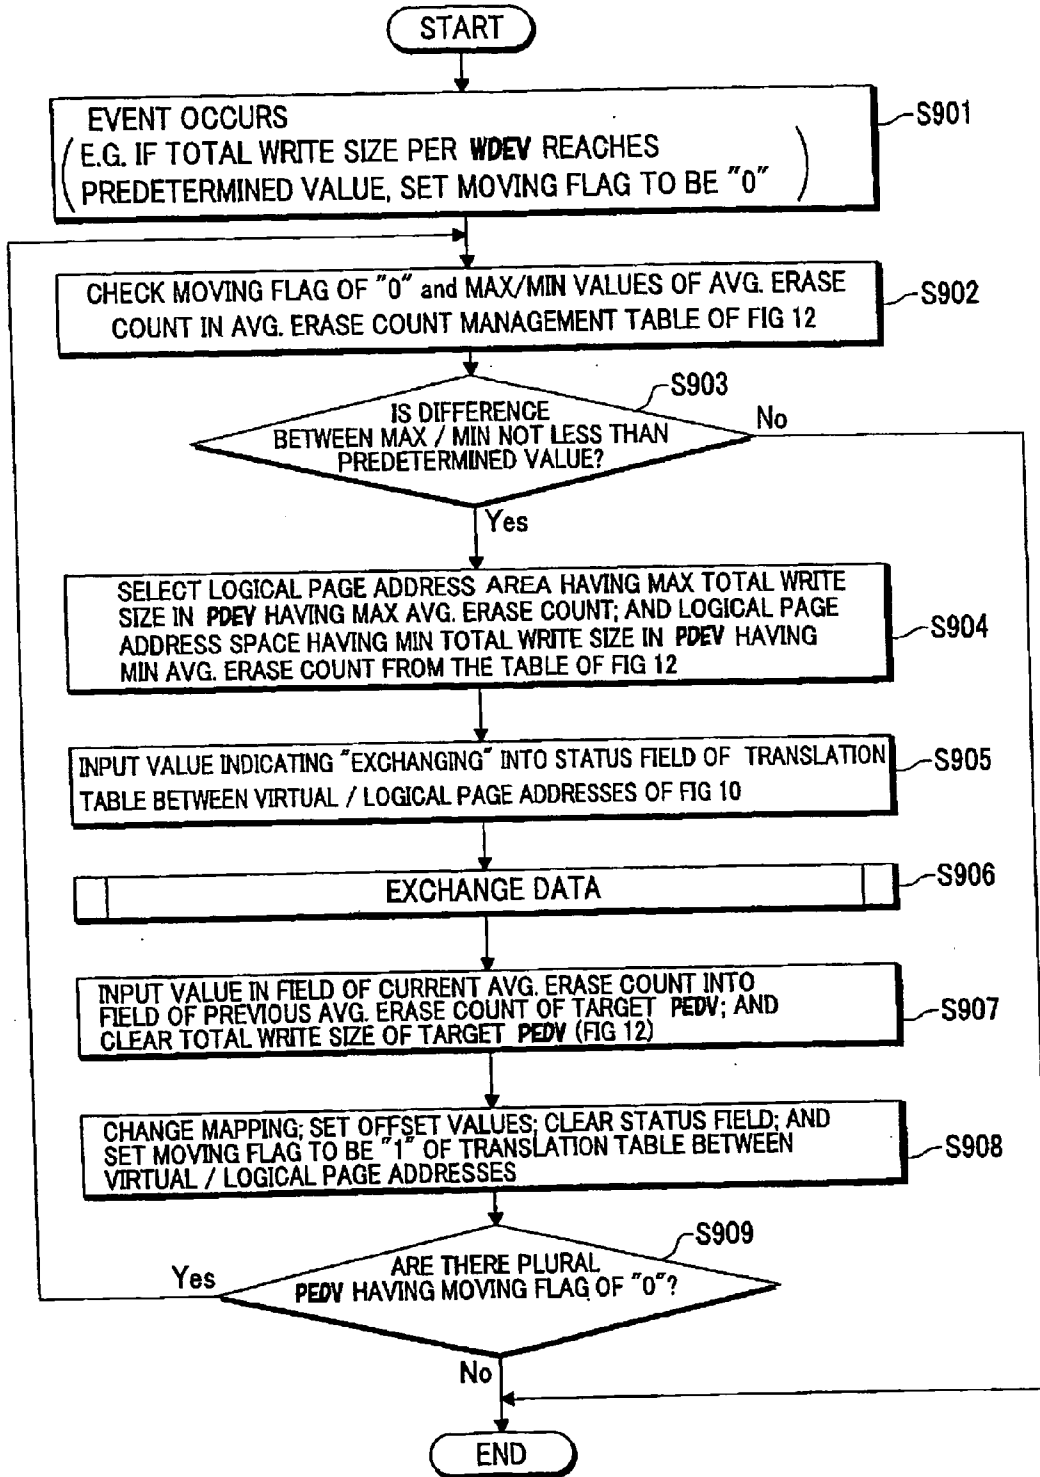 START
EVENT OCCURS
(E.G. IF TOTAL WRITE SIZE PER WDEV REACHES
PREDETERMINED VALUE, SET MOVING FLAG TO BE "0")
S901
CHECK MOVING FLAG OF "0" and MAX/MIN VALUES OF AVG. ERASE
COUNT IN AVG. ERASE COUNT MANAGEMENT TABLE OF FIG 12
S902
S903
IS DIFFERENCE
BETWEEN MAX / MIN NOT LESS THAN
PREDETERMINED VALUE?
No
Yes
SELECT LOGICAL PAGE ADDRESS AREA HAVING MAX TOTAL WRITE
SIZE IN PDEV HAVING MAX AVG. ERASE COUNT; AND LOGICAL PAGE
ADDRESS SPACE HAVING MIN TOTAL WRITE SIZE IN PDEV HAVING
MIN AVG. ERASE COUNT FROM THE TABLE OF FIG 12
S904
INPUT VALUE INDICATING "EXCHANGING" INTO STATUS FIELD OF TRANSLATION
TABLE BETWEEN VIRTUAL / LOGICAL PAGE ADDRESSES OF FIG 10
S905
EXCHANGE DATA
S906
INPUT VALUE IN FIELD OF CURRENT AVG. ERASE COUNT INTO
FIELD OF PREVIOUS AVG. ERASE COUNT OF TARGET PEDV; AND
CLEAR TOTAL WRITE SIZE OF TARGET PEDV (FIG 12)
S907
CHANGE MAPPING; SET OFFSET VALUES; CLEAR STATUS FIELD; AND
SET MOVING FLAG TO BE "1" OF TRANSLATION TABLE BETWEEN
VIRTUAL / LOGICAL PAGE ADDRESSES
S908
S909
ARE THERE PLURAL
PEDV HAVING MOVING FLAG OF "0"?
Yes
No
END